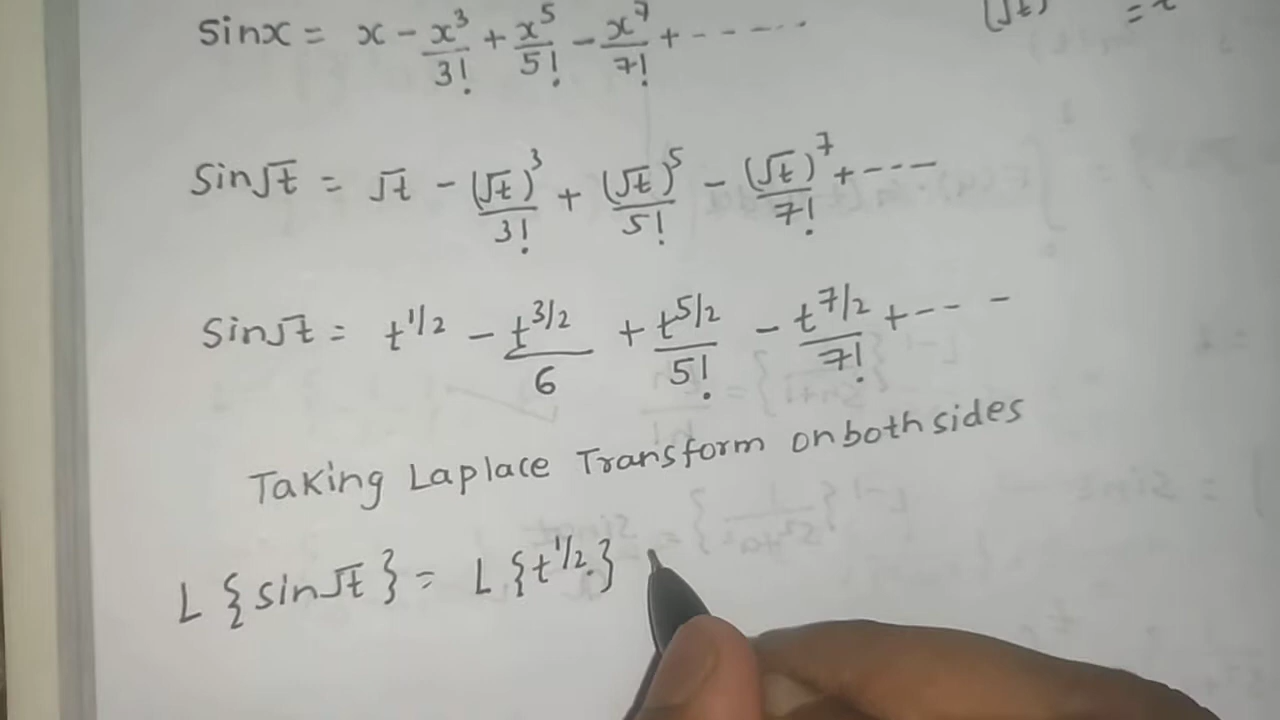 sinx = x - x³/3! + x⁵/5! - x⁷/7! + ------
(√t)
sin√t = √t - (√t)³/3! + (√t)⁵/5! - (√t)⁷/7! + ---
sin√t = t^1/2 - t^3/2/6 + t^5/2/5! - t^7/2/7! + -- -
Taking Laplace Transform on both sides
L{sin√t} = L{t^1/2}